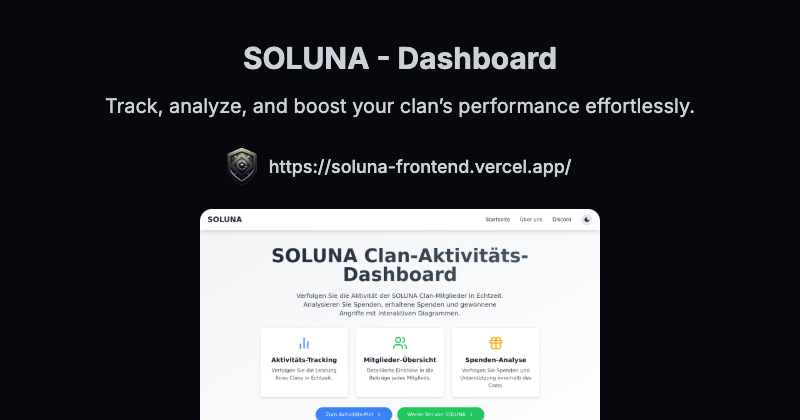 SOLUNA - Dashboard
Track, analyze, and boost your clan's performance effortlessly.
https://soluna-frontend.vercel.app/
SOLUNA Startseite Über uns Discord
SOLUNA Clan-Aktivitäts-
Dashboard
Verfolgen Sie die Aktivität der SOLUNA Clan-Mitglieder in Echtzeit.
Analysieren Sie Spenden, erhaltene Spenden und gewonnene
Angriffe mit interaktiven Diagrammen.
Aktivitäts-Tracking
Verfolgen Sie die Leistung
Ihres Clans in Echtzeit.
Mitglieder-Übersicht
Detaillierte Einblicke in die
Beiträge jedes Mitglieds.
Spenden-Analyse
Verfolgen Sie Spenden und
Unterstützung innerhalb des
Clans.
Zum Aktivitäts-Plot >
Werde Teil von SOLUNA >